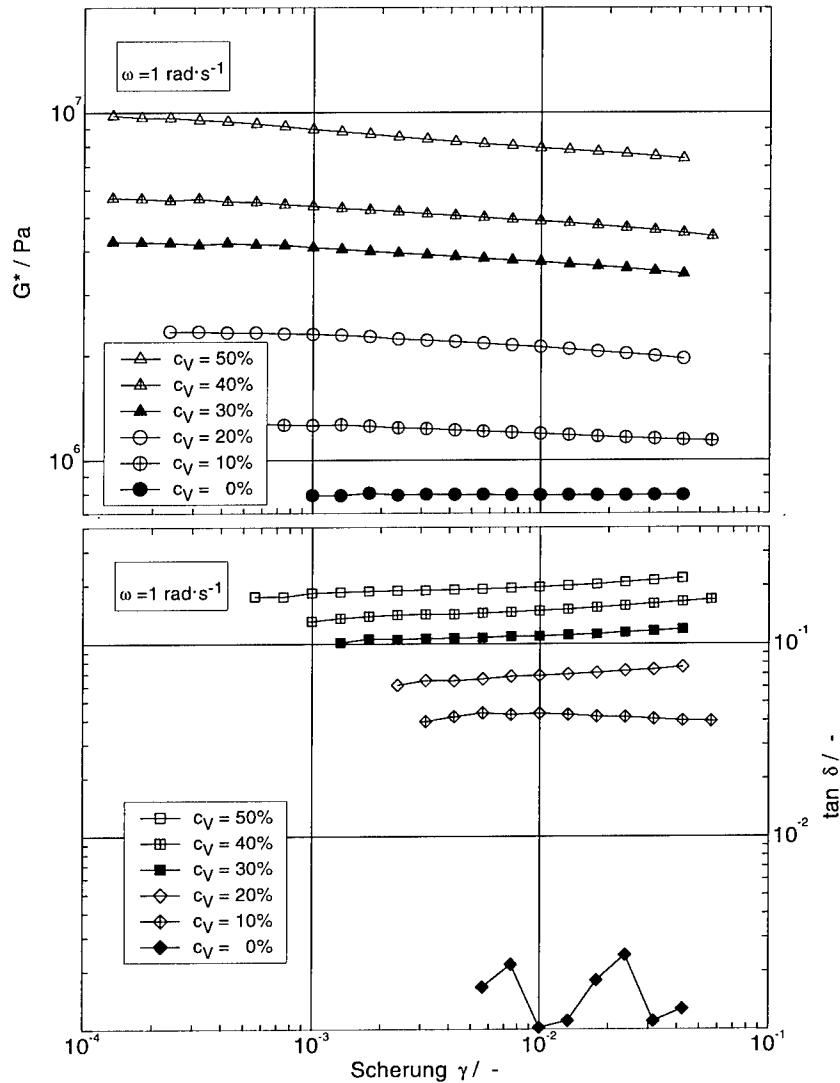 ω = 1 rad·s⁻¹
10⁷
G* / Pa
c_V = 50%
c_V = 40%
c_V = 30%
c_V = 20%
c_V = 10%
c_V = 0%
10⁶
ω = 1 rad·s⁻¹
10⁻¹
tan δ / -
c_V = 50%
c_V = 40%
c_V = 30%
c_V = 20%
c_V = 10%
c_V = 0%
10⁻²
10⁻⁴
10⁻³
10⁻²
10⁻¹
Scherung γ / -